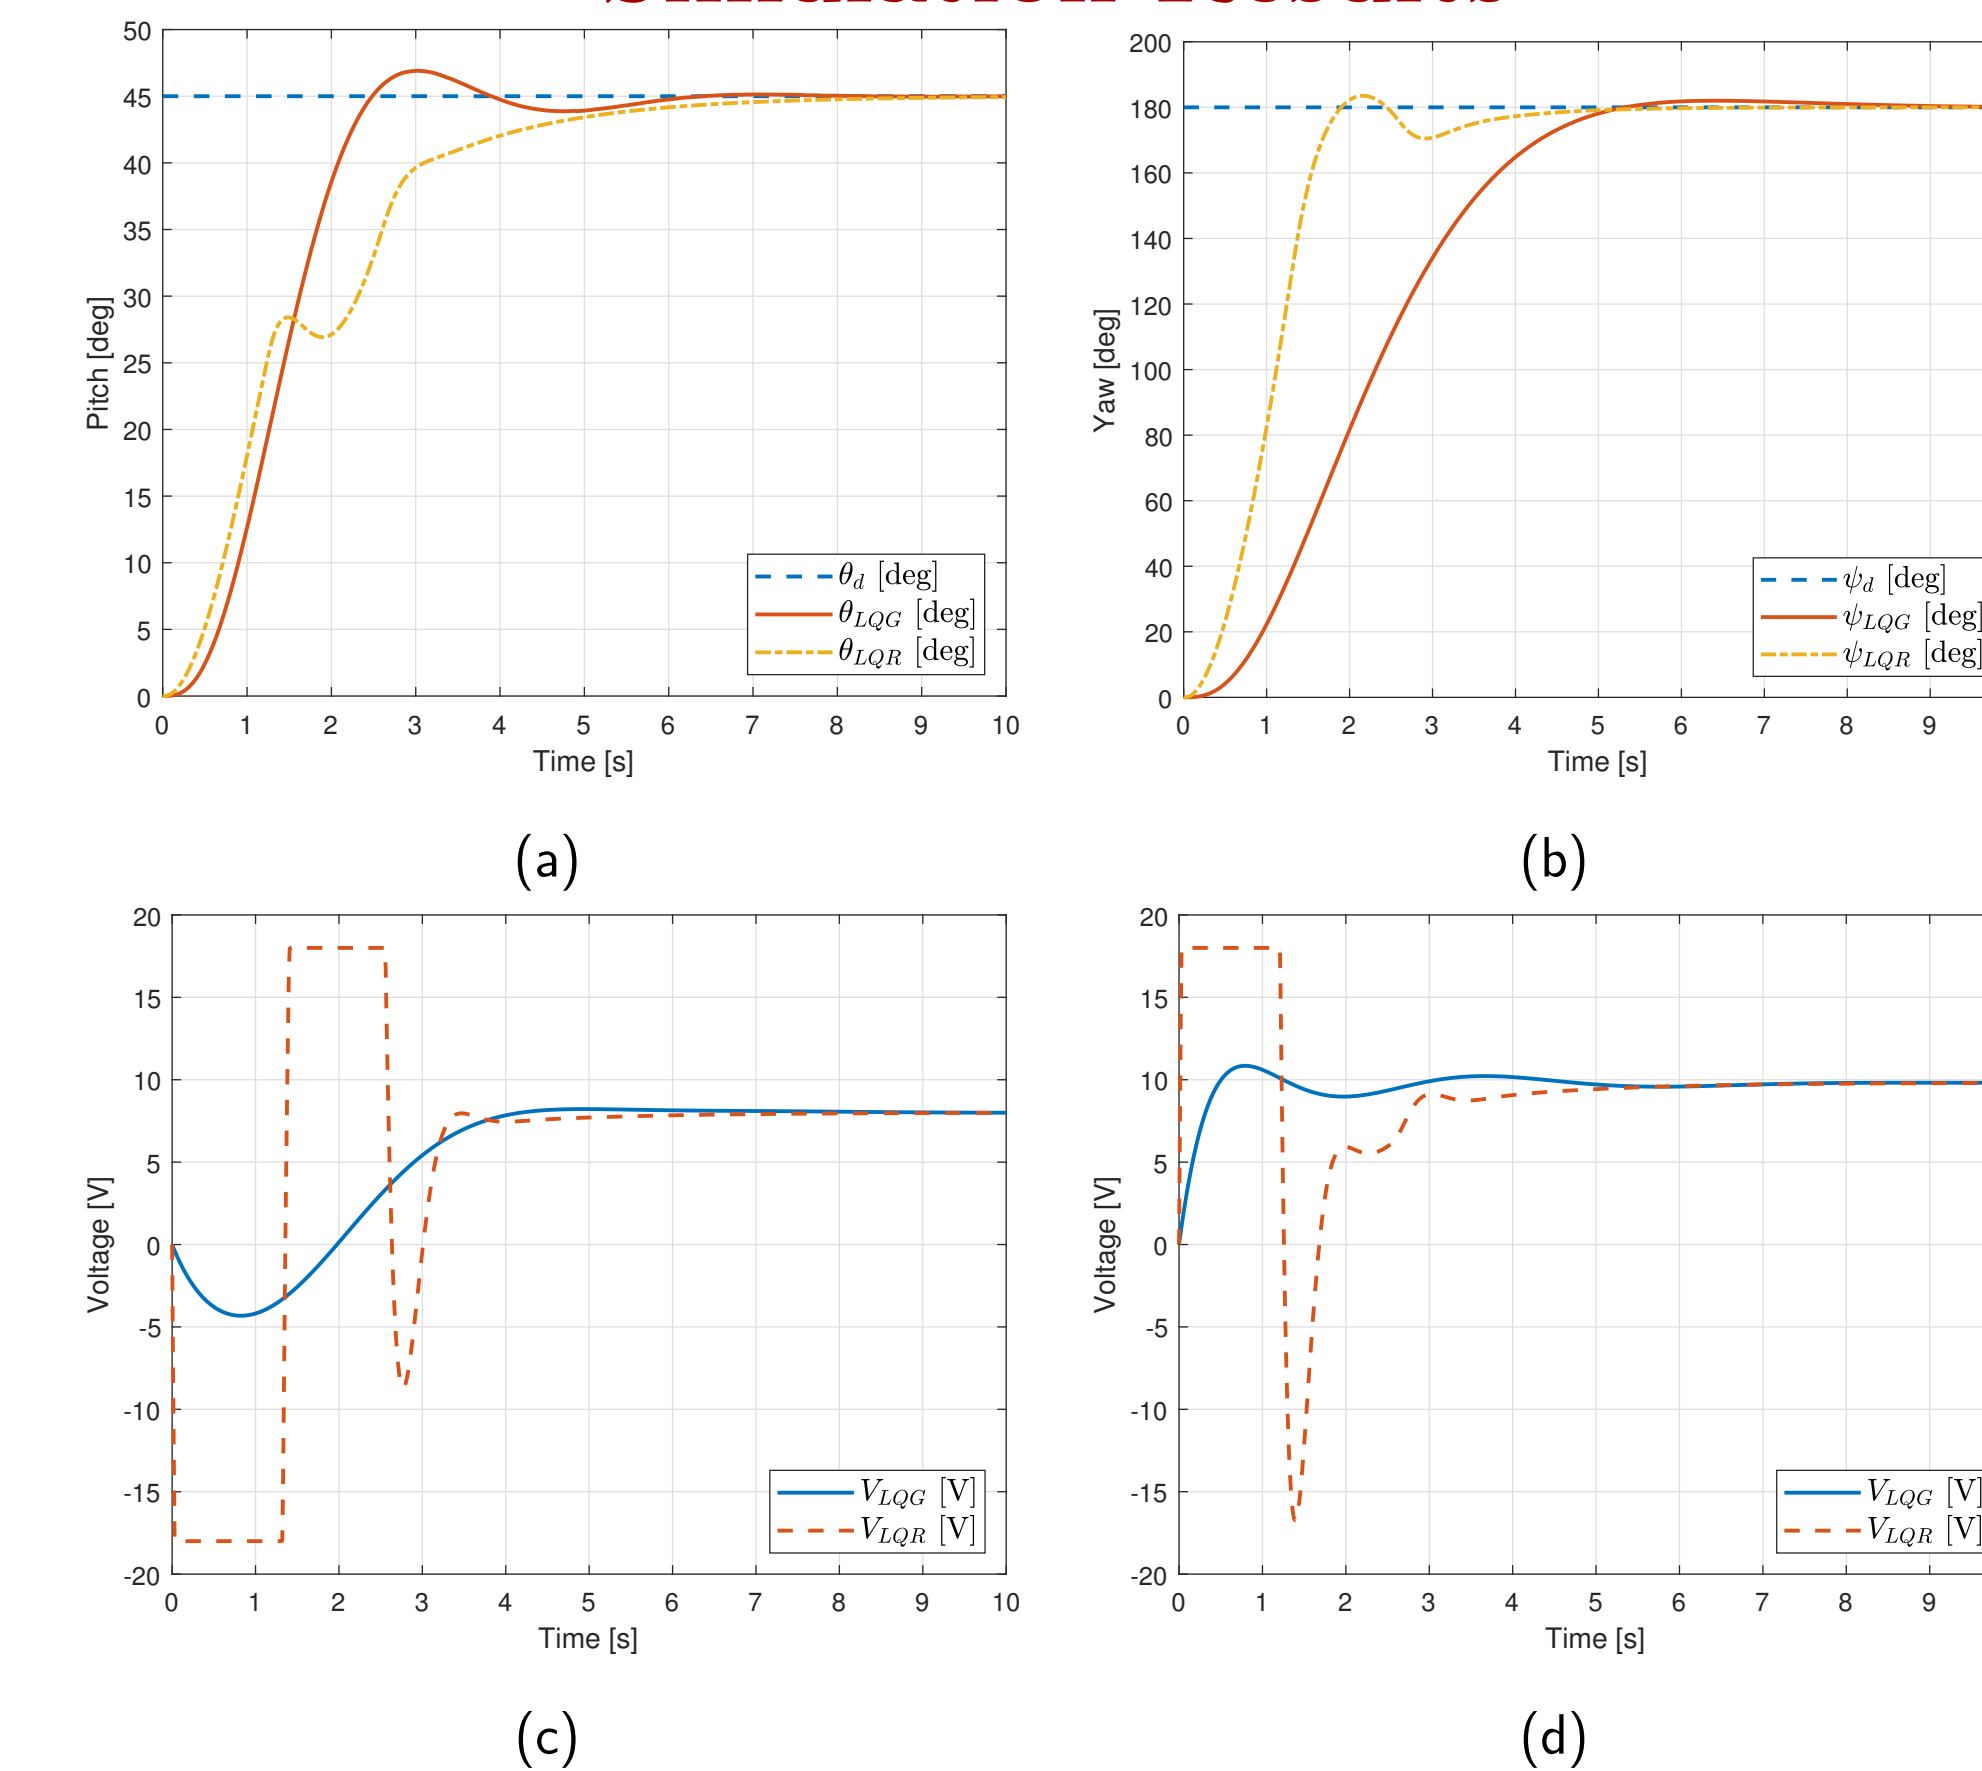 Simulation Results
50
45
40
35
30
25
20
15
10
5
0
Pitch [deg]
θ_d [deg]
θ_LQG [deg]
θ_LQR [deg]
0 1 2 3 4 5 6 7 8 9 10
Time [s]
(a)
200
180
160
140
120
100
80
60
40
20
0
Yaw [deg]
ψ_d [deg]
ψ_LQG [deg]
ψ_LQR [deg]
0 1 2 3 4 5 6 7 8 9
Time [s]
(b)
20
15
10
5
0
-5
-10
-15
-20
Voltage [V]
V_LQG [V]
V_LQR [V]
0 1 2 3 4 5 6 7 8 9 10
Time [s]
(c)
20
15
10
5
0
-5
-10
-15
-20
Voltage [V]
V_LQG [V]
V_LQR [V]
0 1 2 3 4 5 6 7 8 9
Time [s]
(d)